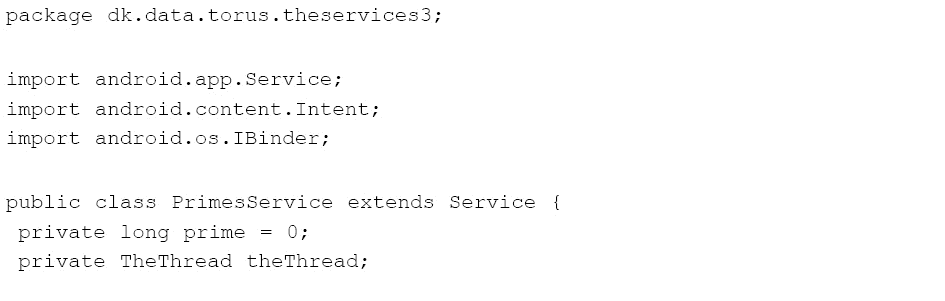 package dk.data.torus.theservices3;
import android.app.Service;
import android.content.Intent;
import android.os.IBinder;
public class PrimesService extends Service {
private long prime = 0;
private TheThread theThread;